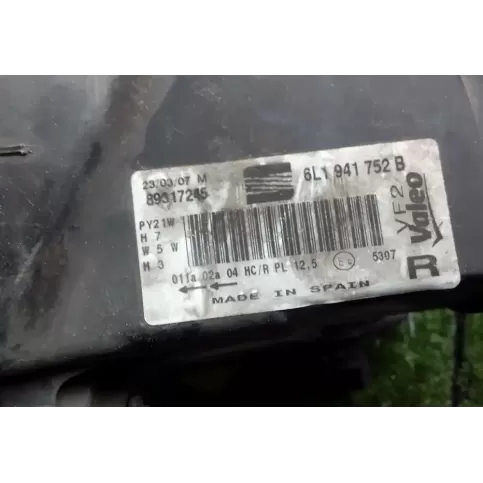 23/03/07 M
89317245
6L1 941 752 B
PY21W
H 7
W 5 W
H 3
011a 02a 04 HC/R PL 12,5
5307
MADE IN SPAIN
VF2
Valeo
R